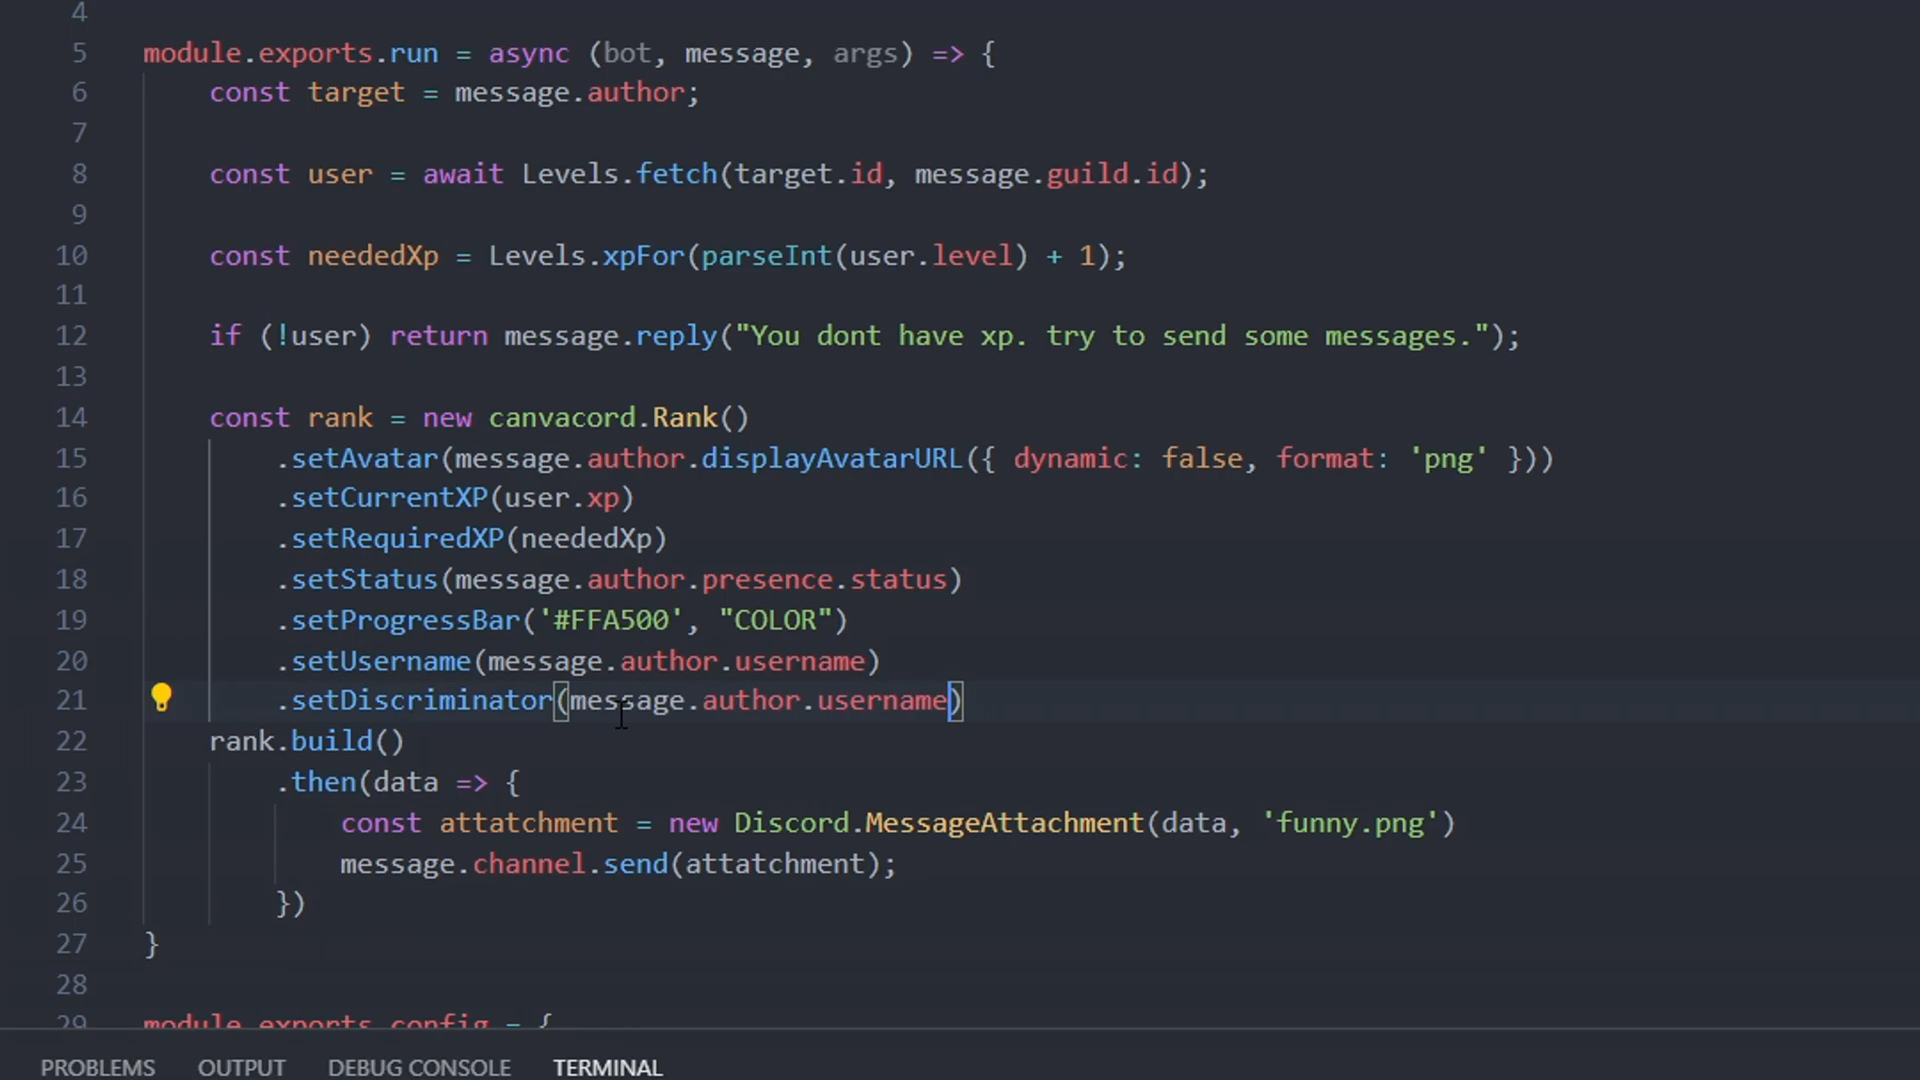 4
5 module.exports.run = async (bot, message, args) => {
6 const target = message.author;
7
8 const user = await Levels.fetch(target.id, message.guild.id);
9
10 const neededXp = Levels.xpFor(parseInt(user.level) + 1);
11
12 if (!user) return message.reply("You dont have xp. try to send some messages.");
13
14 const rank = new canvacord.Rank()
15 .setAvatar(message.author.displayAvatarURL({ dynamic: false, format: 'png' }))
16 .setCurrentXP(user.xp)
17 .setRequiredXP(neededXp)
18 .setStatus(message.author.presence.status)
19 .setProgressBar('#FFA500', "COLOR")
20 .setUsername(message.author.username)
21 .setDiscriminator(message.author.username)
22 rank.build()
23 .then(data => {
24 const attatchment = new Discord.MessageAttachment(data, 'funny.png')
25 message.channel.send(attatchment);
26 })
27 }
28
29 module.exports.config = {
PROBLEMS OUTPUT DEBUG CONSOLE TERMINAL